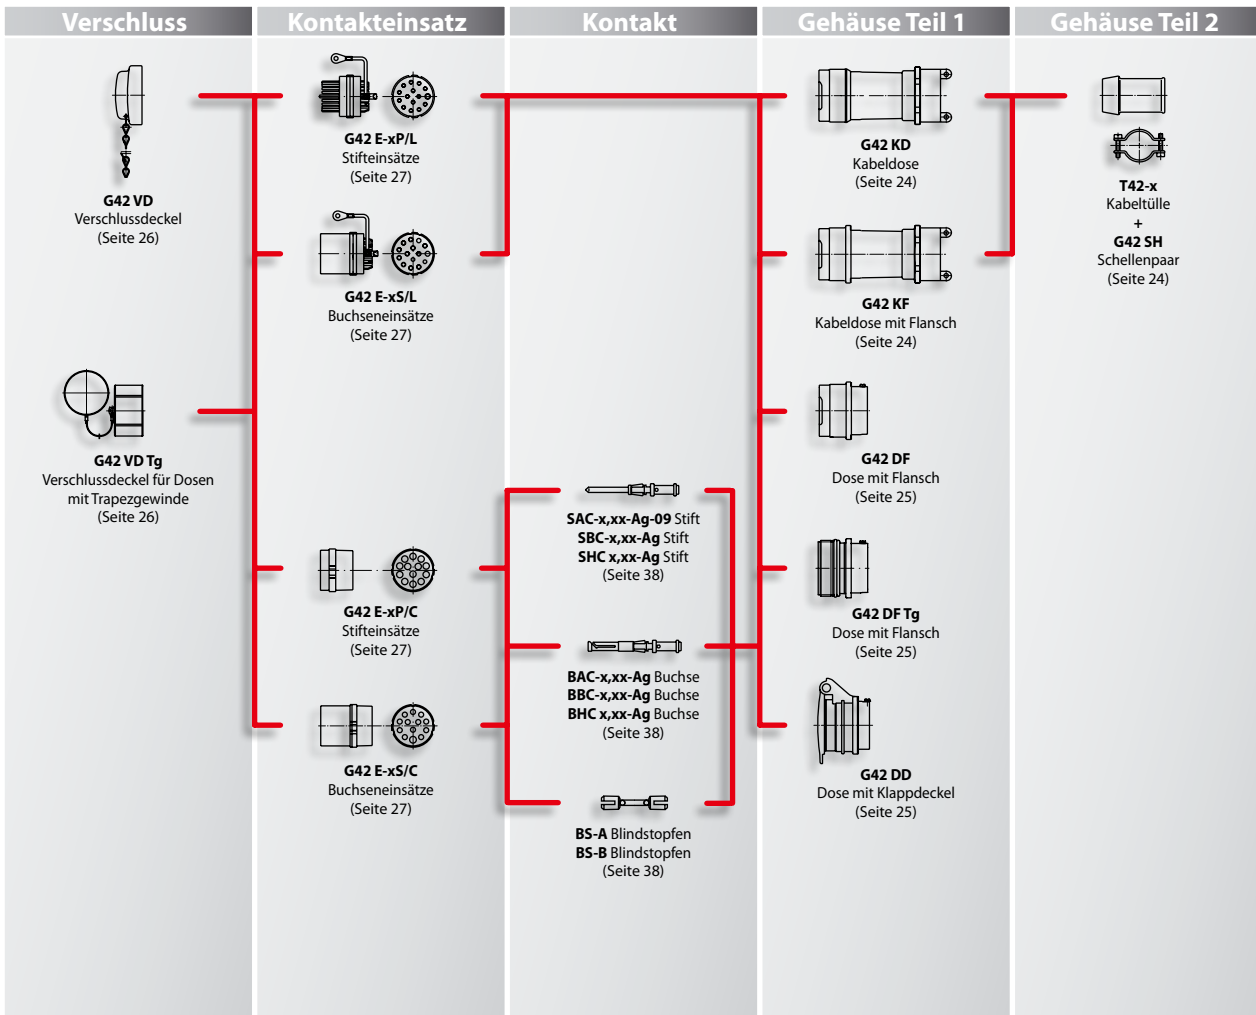 Verschluss
Kontakteinsatz
Kontakt
Gehäuse Teil 1
Gehäuse Teil 2
G42 VD
Verschlussdeckel
(Seite 26)
G42 VD Tg
Verschlussdeckel für Dosen
mit Trapezgewinde
(Seite 26)
G42 E-xP/L
Stifteinsätze
(Seite 27)
G42 E-xS/L
Buchseneinsätze
(Seite 27)
G42 E-xP/C
Stifteinsätze
(Seite 27)
G42 E-xS/C
Buchseneinsätze
(Seite 27)
SAC-x,xx-Ag-09 Stift
SBC-x,xx-Ag Stift
SHC x,xx-Ag Stift
(Seite 38)
BAC-x,xx-Ag Buchse
BBC-x,xx-Ag Buchse
BHC x,xx-Ag Buchse
(Seite 38)
BS-A Blindstopfen
BS-B Blindstopfen
(Seite 38)
G42 KD
Kabeldose
(Seite 24)
G42 KF
Kabeldose mit Flansch
(Seite 24)
G42 DF
Dose mit Flansch
(Seite 25)
G42 DF Tg
Dose mit Flansch
(Seite 25)
G42 DD
Dose mit Klappdeckel
(Seite 25)
T42-x
Kabeltülle
+
G42 SH
Schellenpaar
(Seite 24)